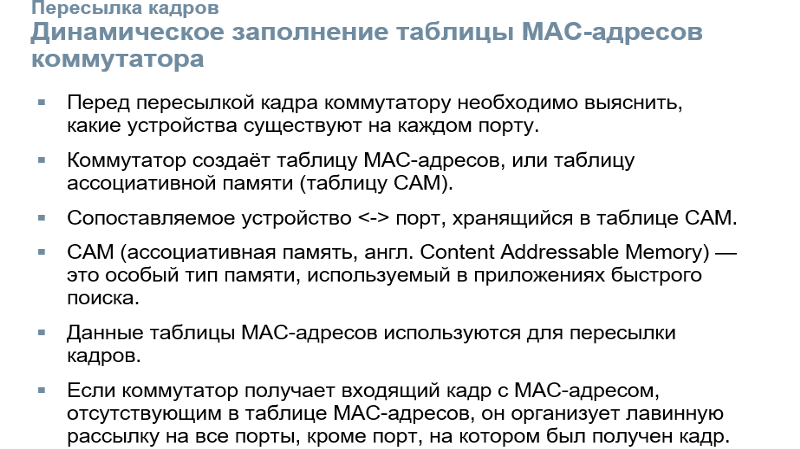 Пересылка кадров
Динамическое заполнение таблицы MAC-адресов
коммутатора
Перед пересылкой кадра коммутатору необходимо выяснить,
какие устройства существуют на каждом порту.
Коммутатор создаёт таблицу MAC-адресов, или таблицу
ассоциативной памяти (таблицу CAM).
Сопоставляемое устройство <-> порт, хранящийся в таблице CAM.
CAM (ассоциативная память, англ. Content Addressable Memory) —
это особый тип памяти, используемый в приложениях быстрого
поиска.
Данные таблицы MAC-адресов используются для пересылки
кадров.
Если коммутатор получает входящий кадр с MAC-адресом,
отсутствующим в таблице MAC-адресов, он организует лавинную
рассылку на все порты, кроме порт, на котором был получен кадр.